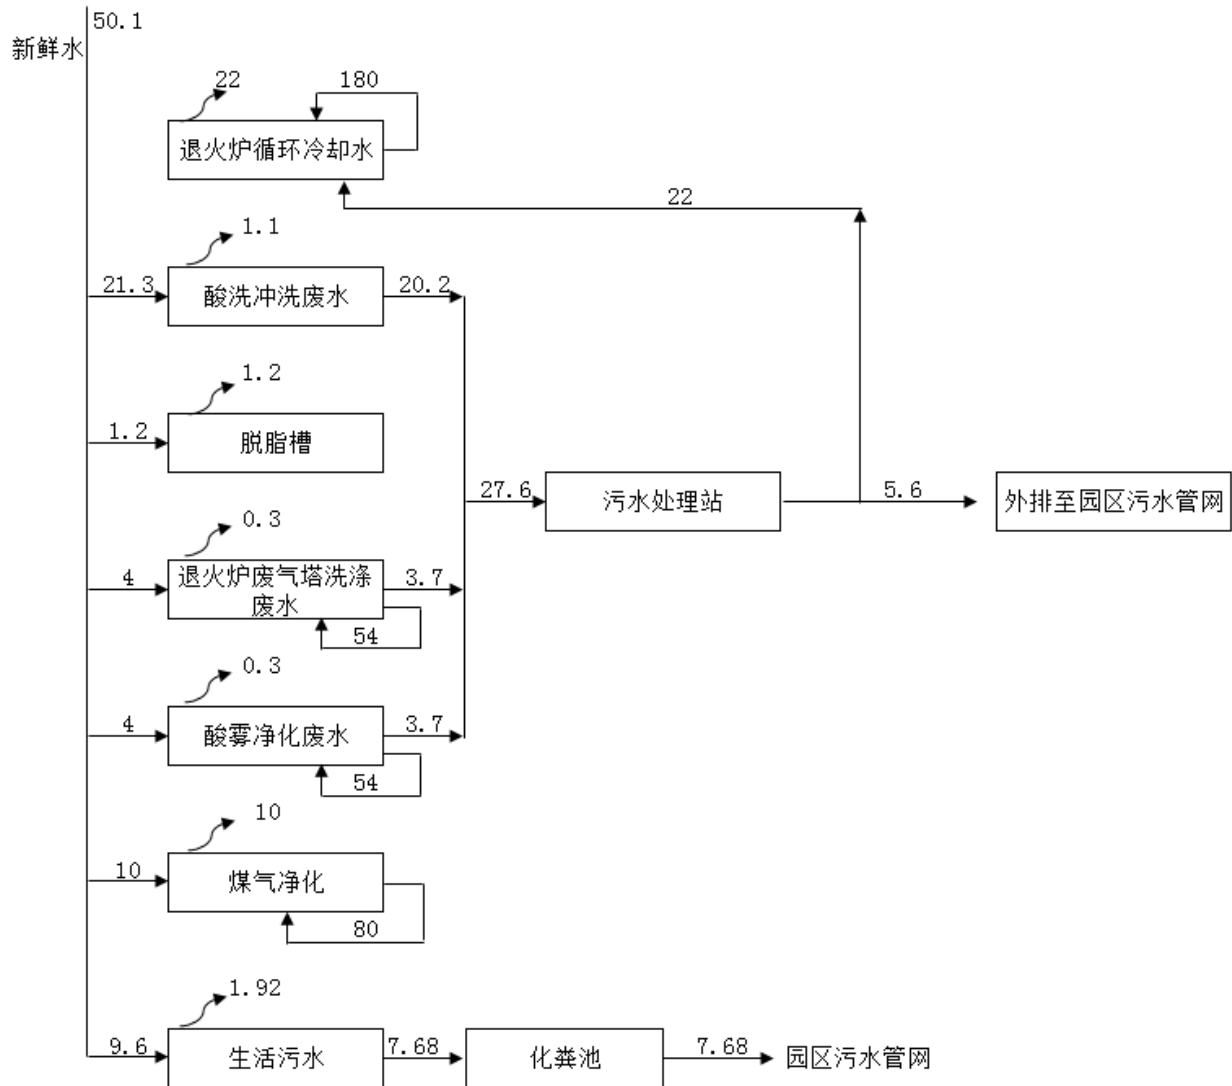 50.1
新鲜水
22
180
退火炉循环冷却水
22
1.1
21.3
酸洗冲洗废水
20.2
1.2
1.2
脱脂槽
27.6
污水处理站
5.6
外排至园区污水管网
0.3
4
退火炉废气塔洗涤
废水
3.7
54
0.3
4
酸雾净化废水
3.7
54
10
10
煤气净化
80
1.92
9.6
生活污水
7.68
化粪池
7.68
园区污水管网